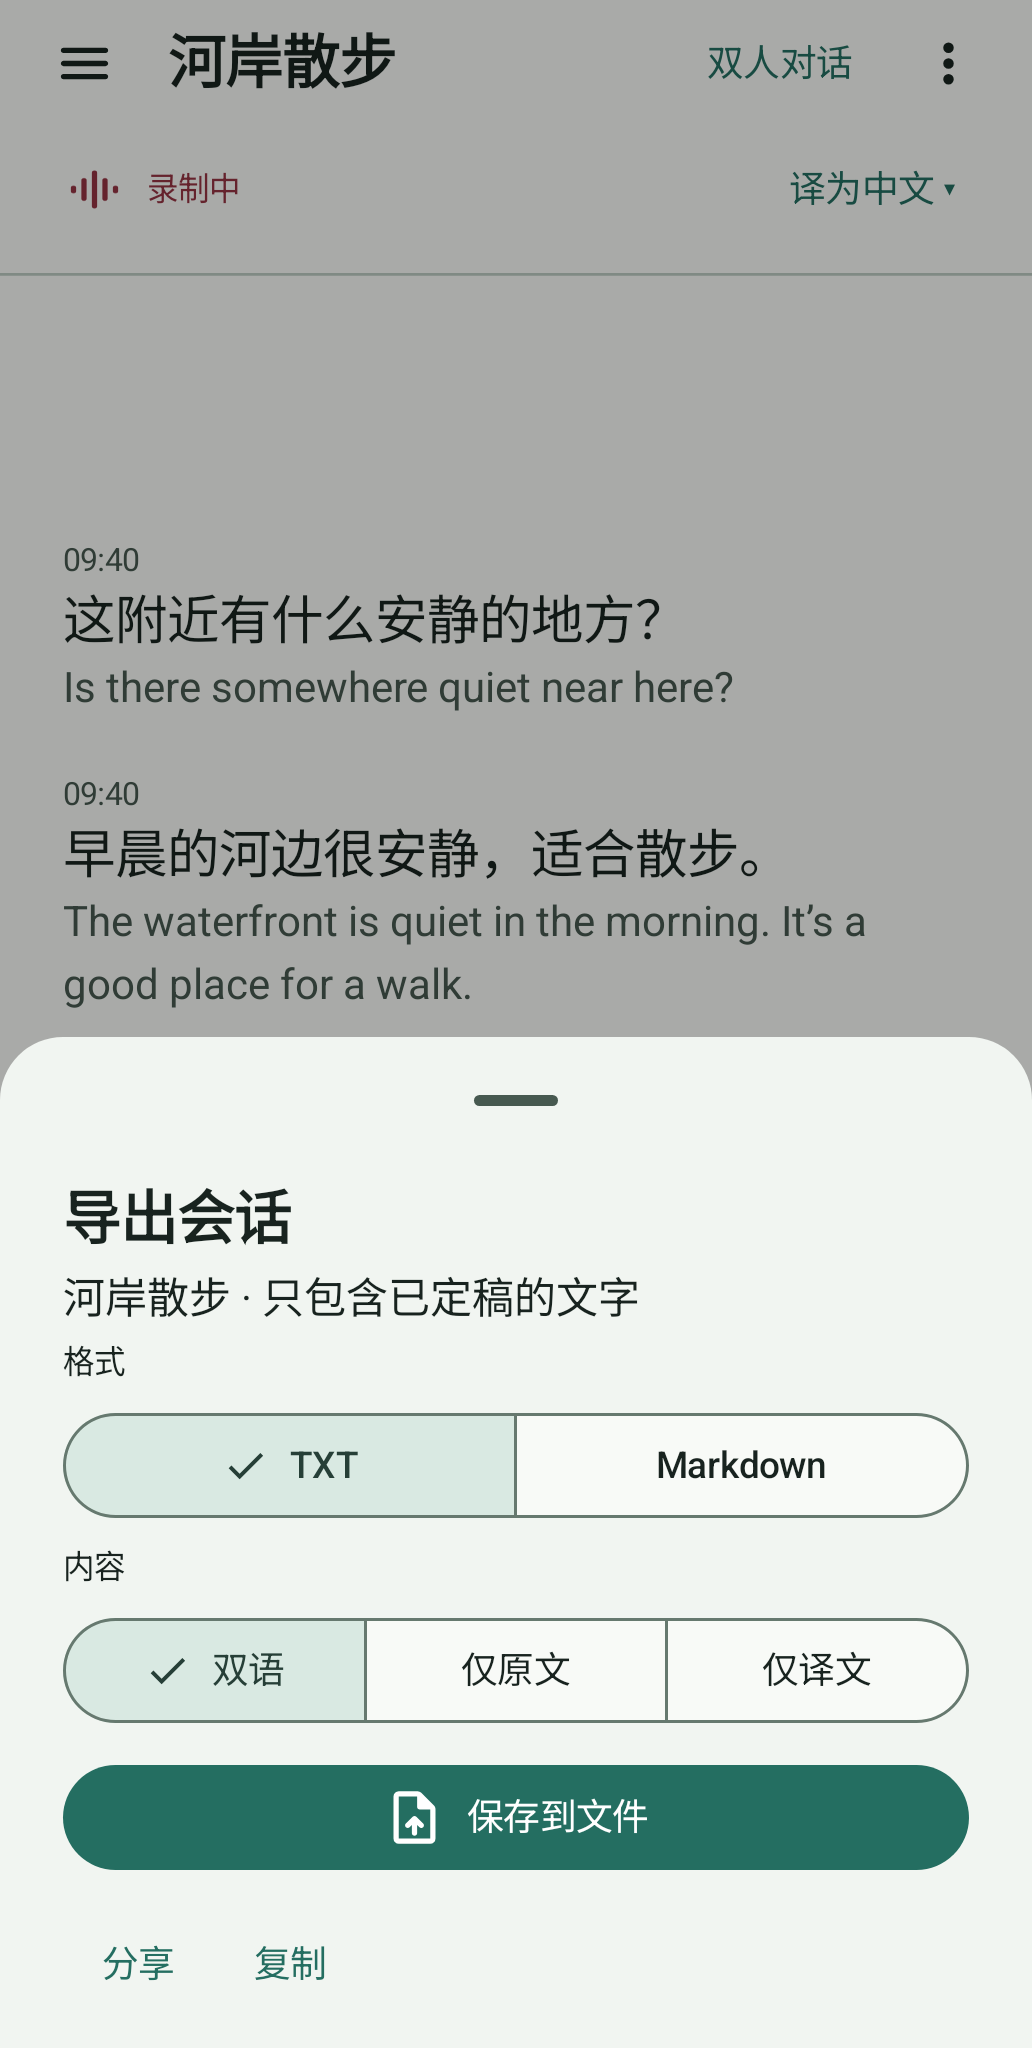 河岸散步
双人对话
录制中
译为中文 ▾
09:40
这附近有什么安静的地方？
Is there somewhere quiet near here?
09:40
早晨的河边很安静，适合散步。
The waterfront is quiet in the morning. It’s a
good place for a walk.
导出会话
河岸散步 · 只包含已定稿的文字
格式
TXT
Markdown
内容
双语
仅原文
仅译文
保存到文件
分享
复制